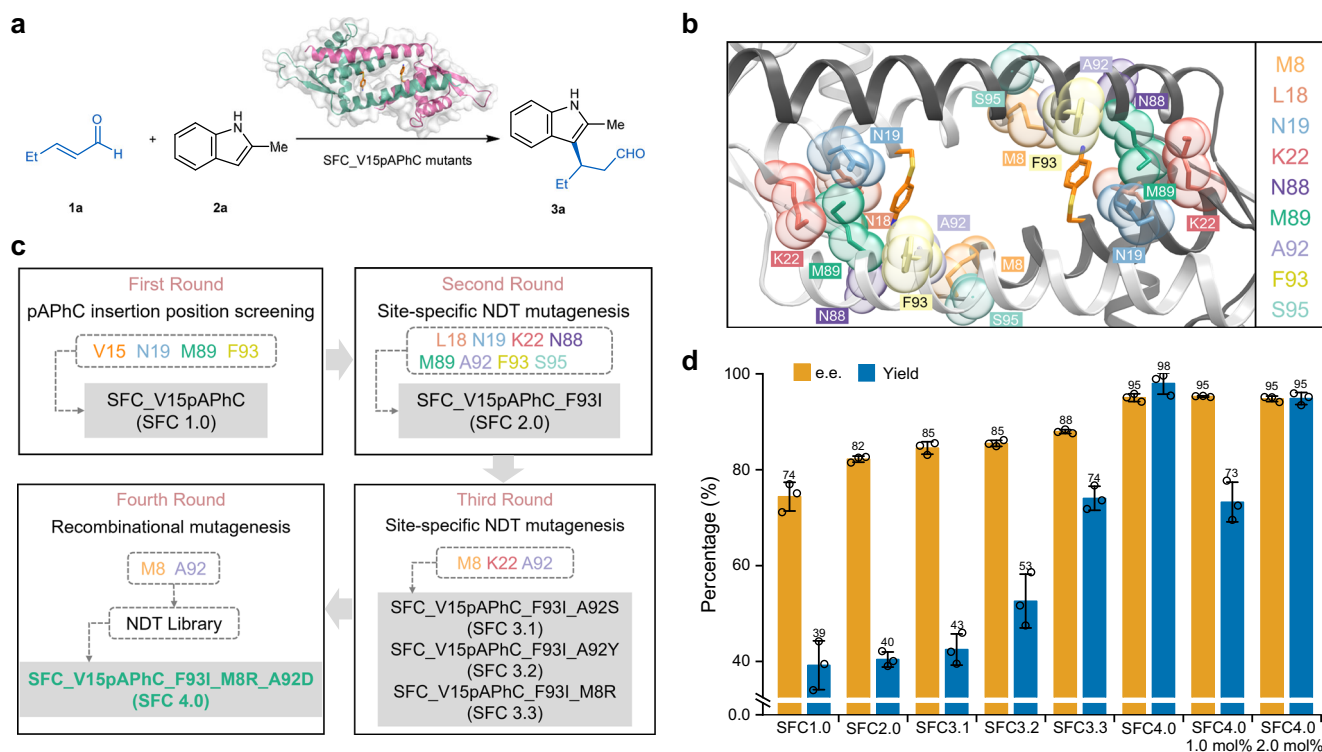 a
Et
O
H
1a
+
H
N
Me
2a
SFC_V15pAPhC mutants
H
N
Me
CHO
Et
3a
b
S95
A92
N88
N19
M8
F93
M89
K22
N18
A92
K22
M89
M8
N19
F93
N88
S95
M8
L18
N19
K22
N88
M89
A92
F93
S95
c
First Round
pAPhC insertion position screening
V15 N19 M89 F93
SFC_V15pAPhC
(SFC 1.0)
Second Round
Site-specific NDT mutagenesis
L18 N19 K22 N88
M89 A92 F93 S95
SFC_V15pAPhC_F93I
(SFC 2.0)
Third Round
Site-specific NDT mutagenesis
M8 K22 A92
SFC_V15pAPhC_F93I_A92S
(SFC 3.1)
SFC_V15pAPhC_F93I_A92Y
(SFC 3.2)
SFC_V15pAPhC_F93I_M8R
(SFC 3.3)
Fourth Round
Recombinational mutagenesis
M8 A92
NDT Library
SFC_V15pAPhC_F93I_M8R_A92D
(SFC 4.0)
d
e.e. Yield
Percentage (%)
100
80
60
40
0.0
74 39 82 40 85 43 85 53 88 74 95 98 95 73 95 95
SFC1.0 SFC2.0 SFC3.1 SFC3.2 SFC3.3 SFC4.0 SFC4.0 SFC4.0
1.0 mol% 2.0 mol%